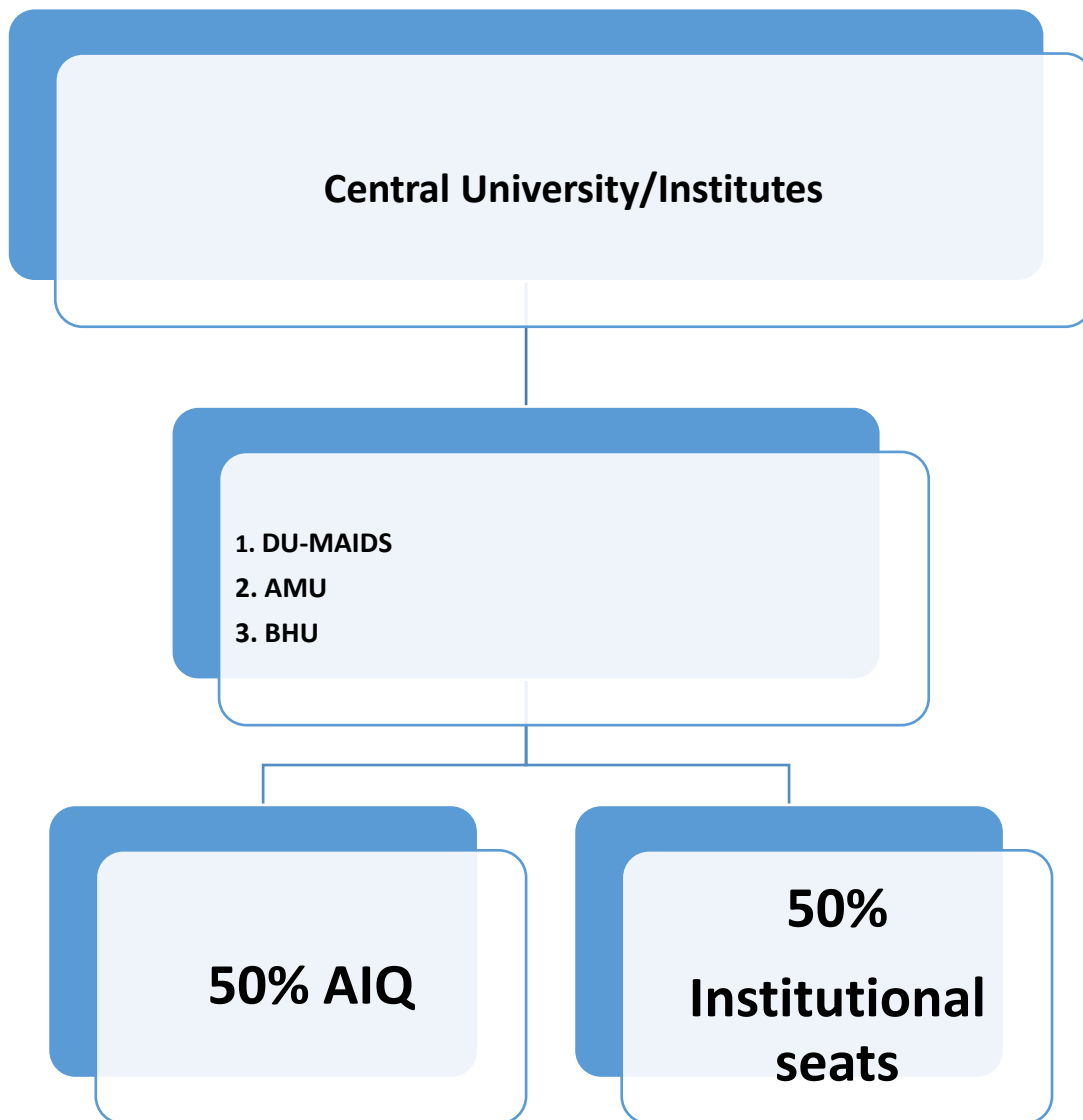 Central University/Institutes
1. DU-MAIDS
2. AMU
3. BHU
50% AIQ
50%
Institutional
seats